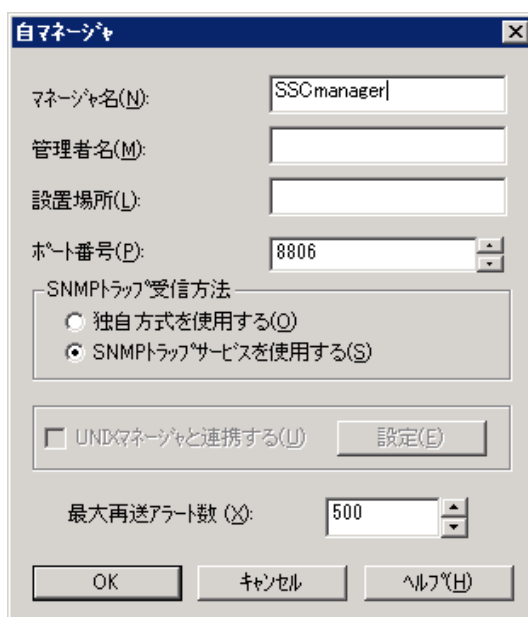 自マネージャ
マネージャ名(N): SSCmanager
管理者名(M):
設置場所(L):
ポート番号(P): 8806
SNMPトラップ受信方法
独自方式を使用する(O)
SNMPトラップサービスを使用する(S)
UNIXマネージャと連携する(U) 設定(E)
最大再送アラート数 (X): 500
OK キャンセル ヘルプ(H)